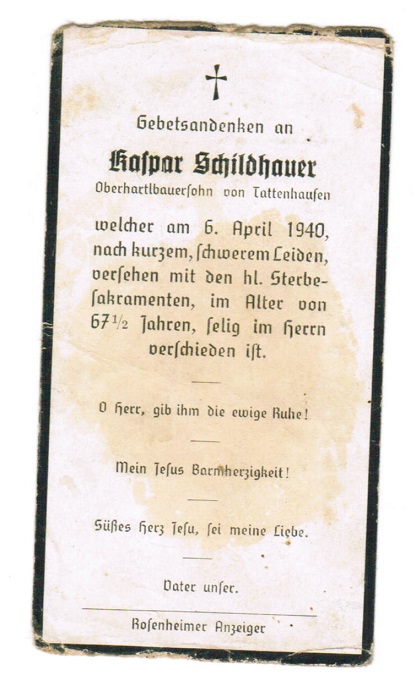 Gebetsandenken an
Kaspar Schildhauer
Oberhartlbauersohn von Tattenhausen
welcher am 6. April 1940,
nach kurzem, schwerem Leiden,
versehen mit den hl. Sterbe-
sakramenten, im Alter von
67 1/2 Jahren, selig im Herrn
verschieden ist.
O Herr, gib ihm die ewige Ruhe!
Mein Jesus Barmherzigkeit!
Süßes Herz Jesu, sei meine Liebe.
Vater unser.
Rosenheimer Anzeiger